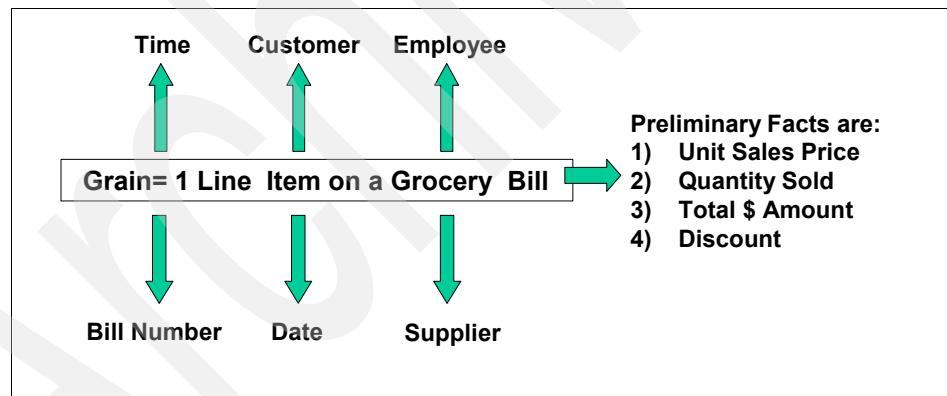 Time Customer Employee
Preliminary Facts are:
1) Unit Sales Price
Grain= 1 Line Item on a Grocery Bill
2) Quantity Sold
3) Total $ Amount
4) Discount
Bill Number Date Supplier